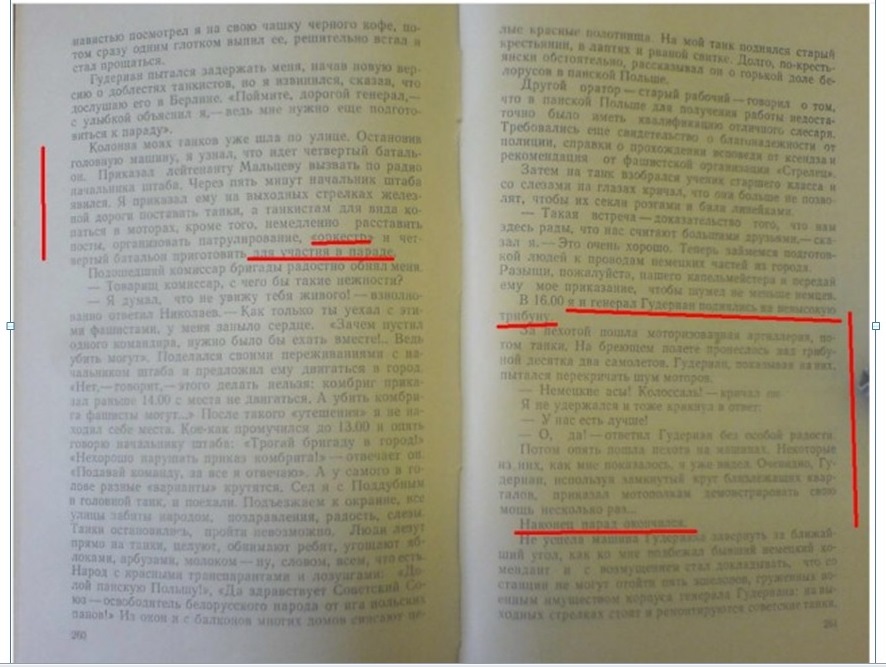 навистью посмотрел я на свою чашку черного кофе, по-
том сразу одним глотком выпил ее, решительно встал и
стал прощаться.
Гудериан пытался задержать меня, начав новую вер-
сию о доблестях танкистов, но я извинился, сказав, что
дослушаю его в Берлине. «Поймите, дорогой генерал,—
с улыбкой объяснил я,— ведь мне нужно еще подгото-
виться к параду».
Колонна моих танков уже шла по улице. Остановив
головную машину, я узнал, что идет четвертый баталь-
он. Приказал лейтенанту Мальцеву вызвать по радио
начальника штаба. Через пять минут начальник штаба
явился. Я приказал ему на выходных стрелках желез-
ной дороги поставить танки, а танкистам для вида ко-
паться в моторах, кроме того, немедленно расставить
посты, организовать патрулирование, «оркестр» и чет-
вертый батальон приготовить для участия в параде.
Подошедший комиссар бригады радостно обнял меня.
— Товарищ комиссар, с чего бы такие нежности?
— Я думал, что не увижу тебя живого! — взволно-
ванно ответил Николаев.— Как только ты уехал с эти-
ми фашистами, у меня заныло сердце. «Зачем пустил
одного командира, нужно было бы ехать вместе!.. Ведь
убить могут». Поделился своими переживаниями с на-
чальником штаба и предложил ему двигаться в город.
«Нет,— говорит,— этого делать нельзя: комбриг прика-
зал раньше 14.00 с места не двигаться. А убить комбри-
га фашисты могут...» После такого «утешения» я не на-
ходил себе места. Кое-как промучился до 13.00 и опять
говорю начальнику штаба: «Трогай бригаду в город!»
«Нехорошо нарушать приказ комбрига!» — отвечает он.
«Подавай команду, за все я отвечаю». А у самого в го-
лове разные «варианты» крутятся. Сел я с Поддубным
в головной танк, и поехали. Подъезжаем к окраине, все
улицы забиты народом, поздравления, радость, слезы.
Танки остановились, пройти невозможно. Люди лезут
прямо на танки, целуют, обнимают ребят, угощают яб-
локами, арбузами, молоком — ну, словом, всем, что есть.
Народ с красными транспарантами и лозунгами: «До-
лой панскую Польшу!», «Да здравствует Советский Со-
юз — освободитель белорусского народа от ига польских
панов!» Из окон и с балконов многих домов свисают це-
260
лые красные полотнища. На мой танк поднялся старый
крестьянин, в лаптях и рваной свитке. Долго, по-кресть-
янски обстоятельно, рассказывал он о горькой доле бе-
лорусов в панской Польше.
Другой оратор — старый рабочий — говорил о том,
что в панской Польше для получения работы недоста-
точно было иметь квалификацию отличного слесаря.
Требовались еще свидетельство о благонадежности от
полиции, справки о прохождении исповеди от ксендза и
рекомендация от фашистской организации «Стрелец».
Затем на танк взобрался ученик старшего класса и
со слезами на глазах кричал, что она больше не позво-
лят, чтобы их секли розгами и били линейками.
— Такая встреча — доказательство того, что нам
здесь рады, что нас считают большими друзьями,— ска-
зал я.— Это очень хорошо. Теперь займемся подготов-
кой людей к проводам немецких частей из города.
Разыщи, пожалуйста, нашего капельмейстера и передай
ему мое приказание, чтобы шумел не меньше немцев.
В 16.00 я и генерал Гудериан поднялись на невысокую
трибуну.
За пехотой пошла моторизованная артиллерия, по-
том танки. На бреющем полете пронеслось над трибу-
ной десятка два самолетов. Гудериан, показывая на них,
пытался перекричать шум моторов.
— Немецкие асы! Колоссаль! — кричал он.
Я не удержался и тоже крикнул в ответ:
— У нас есть лучше!
— О, да! — ответил Гудериан без особой радости.
Потом опять пошла пехота на машинах. Некоторые
из них, как мне показалось, я уже видел. Очевидно, Гу-
дериан, используя замкнутый круг близлежащих квар-
талов, приказал мотополкам демонстрировать свою
мощь несколько раз...
Наконец парад окончился.
Не успела машина Гудериана завернуть за ближай-
ший угол, как ко мне подбежал бывший немецкий ко-
мендант и с возмущением стал докладывать, что со
станции не могут отойти пять эшелонов, груженных во-
енным имуществом корпуса генерала Гудериана: на вы-
ходных стрелках стоят и ремонтируются советские танки.
261